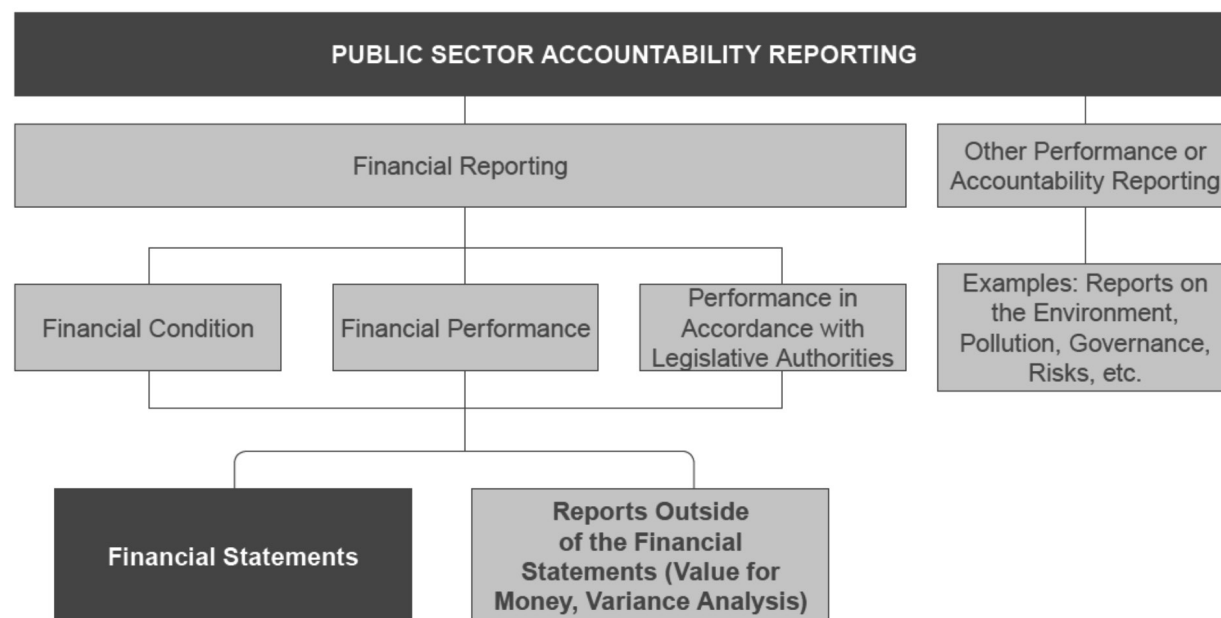 PUBLIC SECTOR ACCOUNTABILITY REPORTING
Financial Reporting
Other Performance or
Accountability Reporting
Financial Condition
Financial Performance
Performance in
Accordance with
Legislative Authorities
Examples: Reports on
the Environment,
Pollution, Governance,
Risks, etc.
Financial Statements
Reports Outside
of the Financial
Statements (Value for
Money, Variance Analysis)